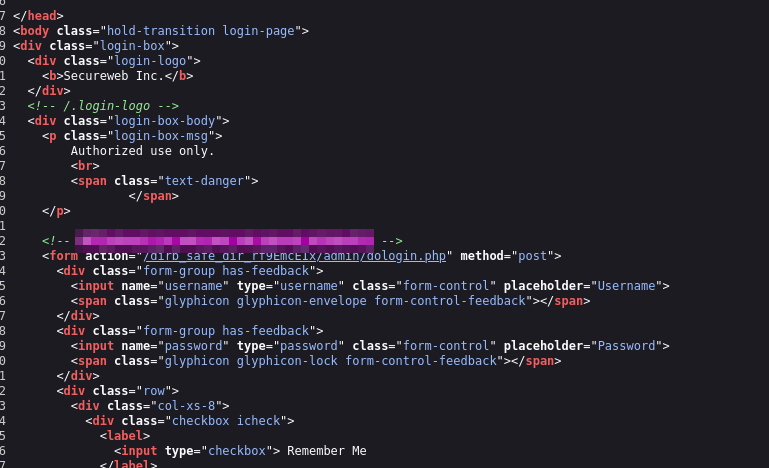 7 </head>
8 <body class="hold-transition login-page">
9 <div class="login-box">
0   <div class="login-logo">
1     <b>Secureweb Inc.</b>
2   </div>
3   <!-- /.login-logo -->
4   <div class="login-box-body">
5     <p class="login-box-msg">
6         Authorized use only.
7         <br>
8         <span class="text-danger">
9                 </span>
0     </p>
1
2     <!--  -->
3     <form action="/dirb_safe_dir_rf9EmcEIx/admin/dologin.php" method="post">
4       <div class="form-group has-feedback">
5         <input name="username" type="username" class="form-control" placeholder="Username">
6         <span class="glyphicon glyphicon-envelope form-control-feedback"></span>
7       </div>
8       <div class="form-group has-feedback">
9         <input name="password" type="password" class="form-control" placeholder="Password">
0         <span class="glyphicon glyphicon-lock form-control-feedback"></span>
1       </div>
2       <div class="row">
3         <div class="col-xs-8">
4           <div class="checkbox icheck">
5             <label>
6               <input type="checkbox"> Remember Me
7             </label>